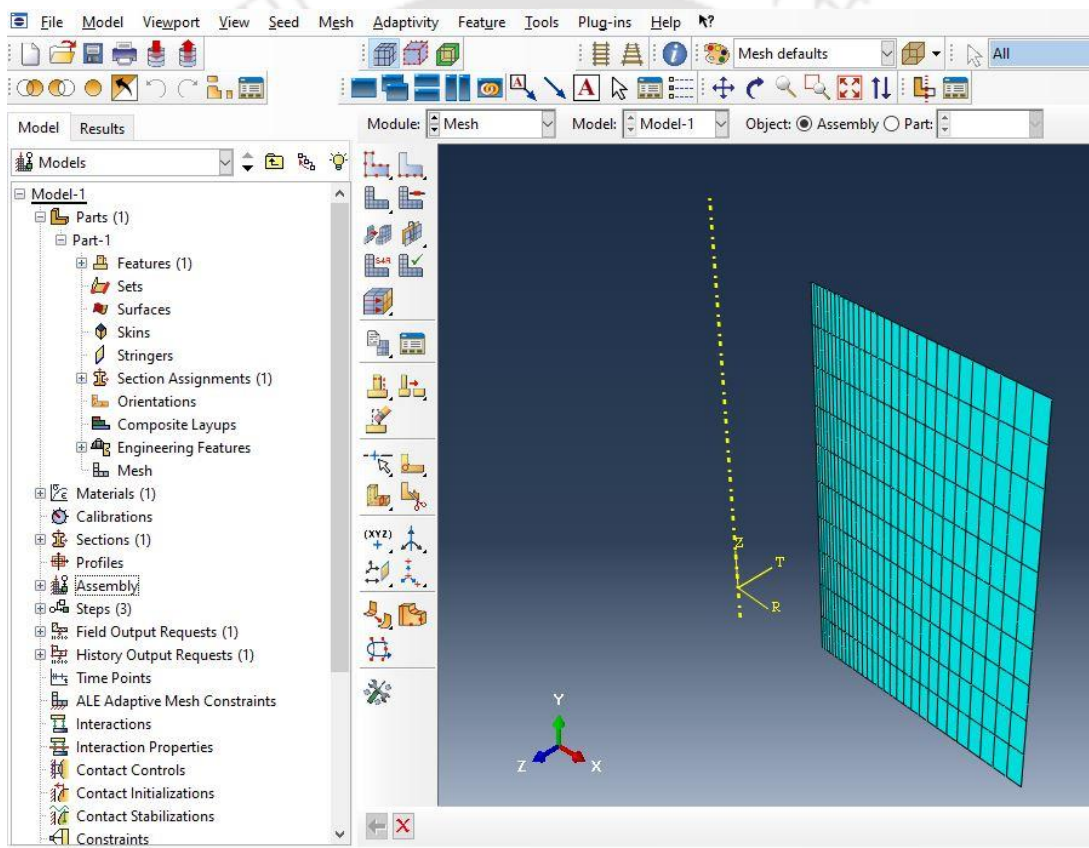 File Model Viewport View Seed Mesh Adaptivity Feature Tools Plug-ins Help
Mesh defaults All
A A
Model Results
Module: Mesh Model: Model-1 Object: Assembly Part:
Models
Model-1
Parts (1)
Part-1
Features (1)
Sets
Surfaces
Skins
Stringers
Section Assignments (1)
Orientations
Composite Layups
Engineering Features
Mesh
Materials (1)
Calibrations
Sections (1)
Profiles
Assembly
Steps (3)
Field Output Requests (1)
History Output Requests (1)
Time Points
ALE Adaptive Mesh Constraints
Interactions
Interaction Properties
Contact Controls
Contact Initializations
Contact Stabilizations
Constraints
S4R
(XYZ)
Z
T
R
Y
Z
X